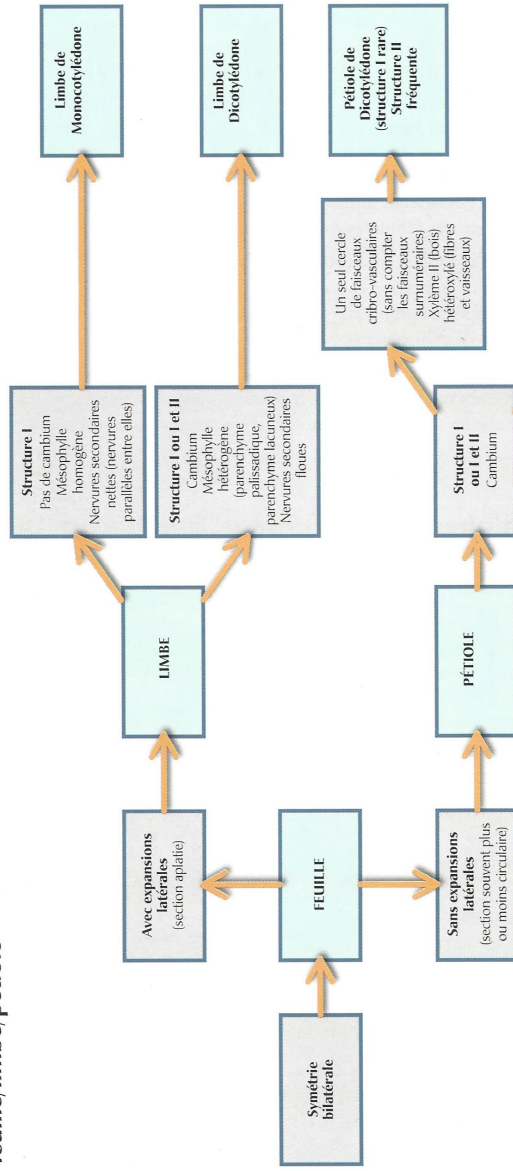 feuille, limbe, pétiole
Symétrie
bilatérale
FEUILLE
Avec expansions
latérales
(section aplatie)
LIMBE
Structure I
Pas de cambium
Mésophylle
homogène
Nervures secondaires
nettes (nervures
parallèles entre elles)
Limbe de
Monocotylédone
Structure I ou I et II
Cambium
Mésophylle
hétérogène
(parenchyme
palissadique,
parenchyme lacuneux)
Nervures secondaires
floues
Limbe de
Dicotylédone
Sans expansions
latérales
(section souvent plus
ou moins circulaire)
PÉTIOLE
Structure I
ou I et II
Cambium
Un seul cercle
de faisceaux
cribro-vasculaires
(sans compter
les faisceaux
surnuméraires)
Xylème II (bois)
hétéroxylé (fibres
et vaisseaux)
Pétiole de
Dicotylédone
(structure I rare)
Structure II
fréquente